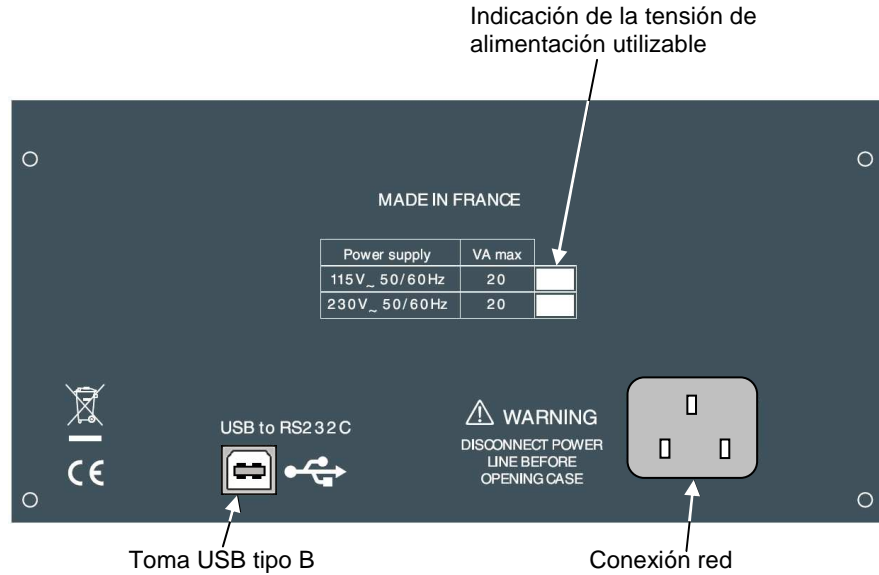 Indicación de la tensión de
alimentación utilizable
MADE IN FRANCE
Power supply VA max
115V~ 50/60Hz 20
230V~ 50/60Hz 20
USB to RS232C
WARNING
DISCONNECT POWER
LINE BEFORE
OPENING CASE
CE
Toma USB tipo B
Conexión red